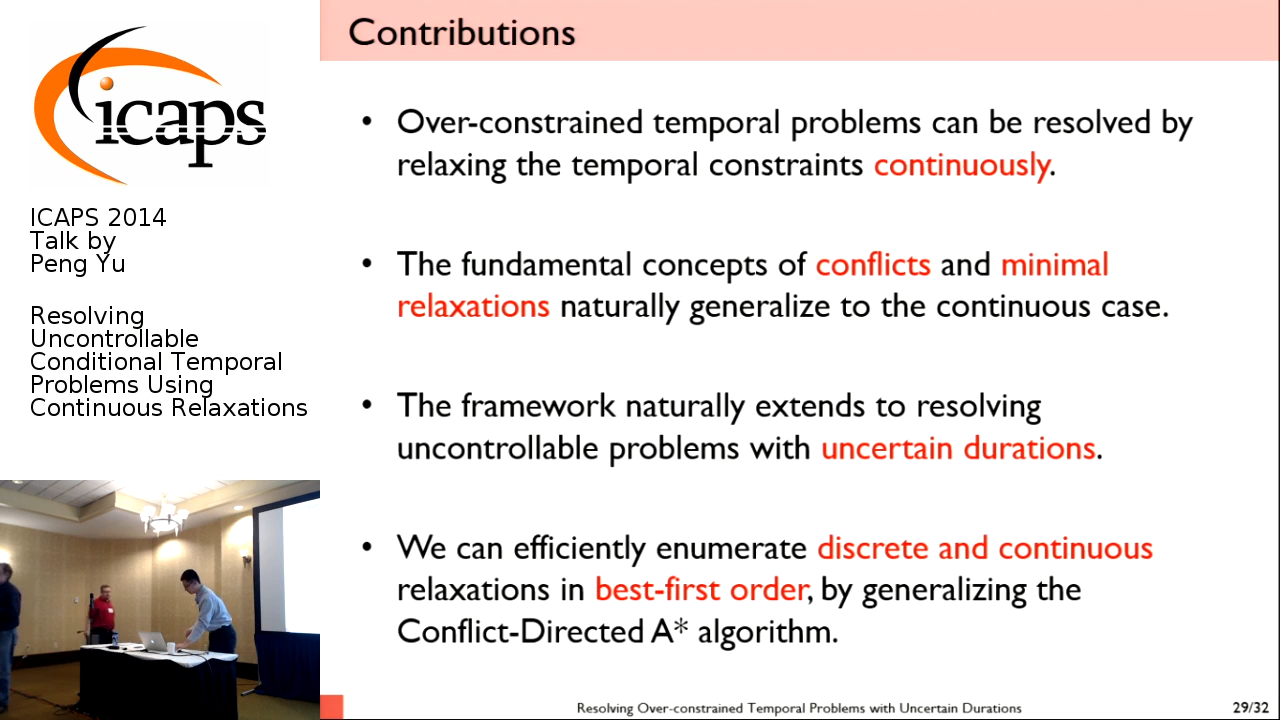 icaps
ICAPS 2014
Talk by
Peng Yu
Resolving
Uncontrollable
Conditional Temporal
Problems Using
Continuous Relaxations
Contributions
• Over-constrained temporal problems can be resolved by
relaxing the temporal constraints continuously.
• The fundamental concepts of conflicts and minimal
relaxations naturally generalize to the continuous case.
• The framework naturally extends to resolving
uncontrollable problems with uncertain durations.
• We can efficiently enumerate discrete and continuous
relaxations in best-first order, by generalizing the
Conflict-Directed A* algorithm.
Resolving Over-constrained Temporal Problems with Uncertain Durations
29/32